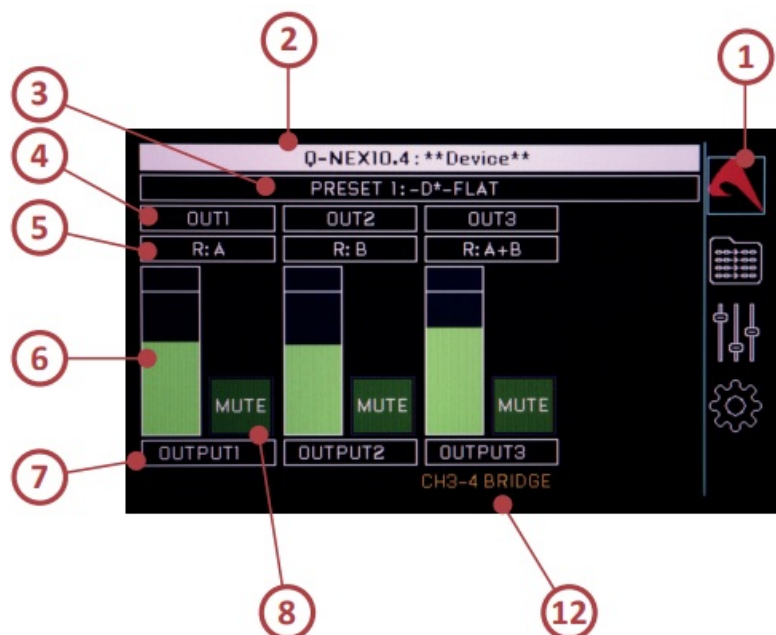 2
1
3
Q-NEX10.4:**Device**
PRESET 1:-D*-FLAT
4
OUT1 OUT2 OUT3
5
R:A R:B R:A+B
6
MUTE MUTE MUTE
7
OUTPUT1 OUTPUT2 OUTPUT3
CH3-4 BRIDGE
8
12